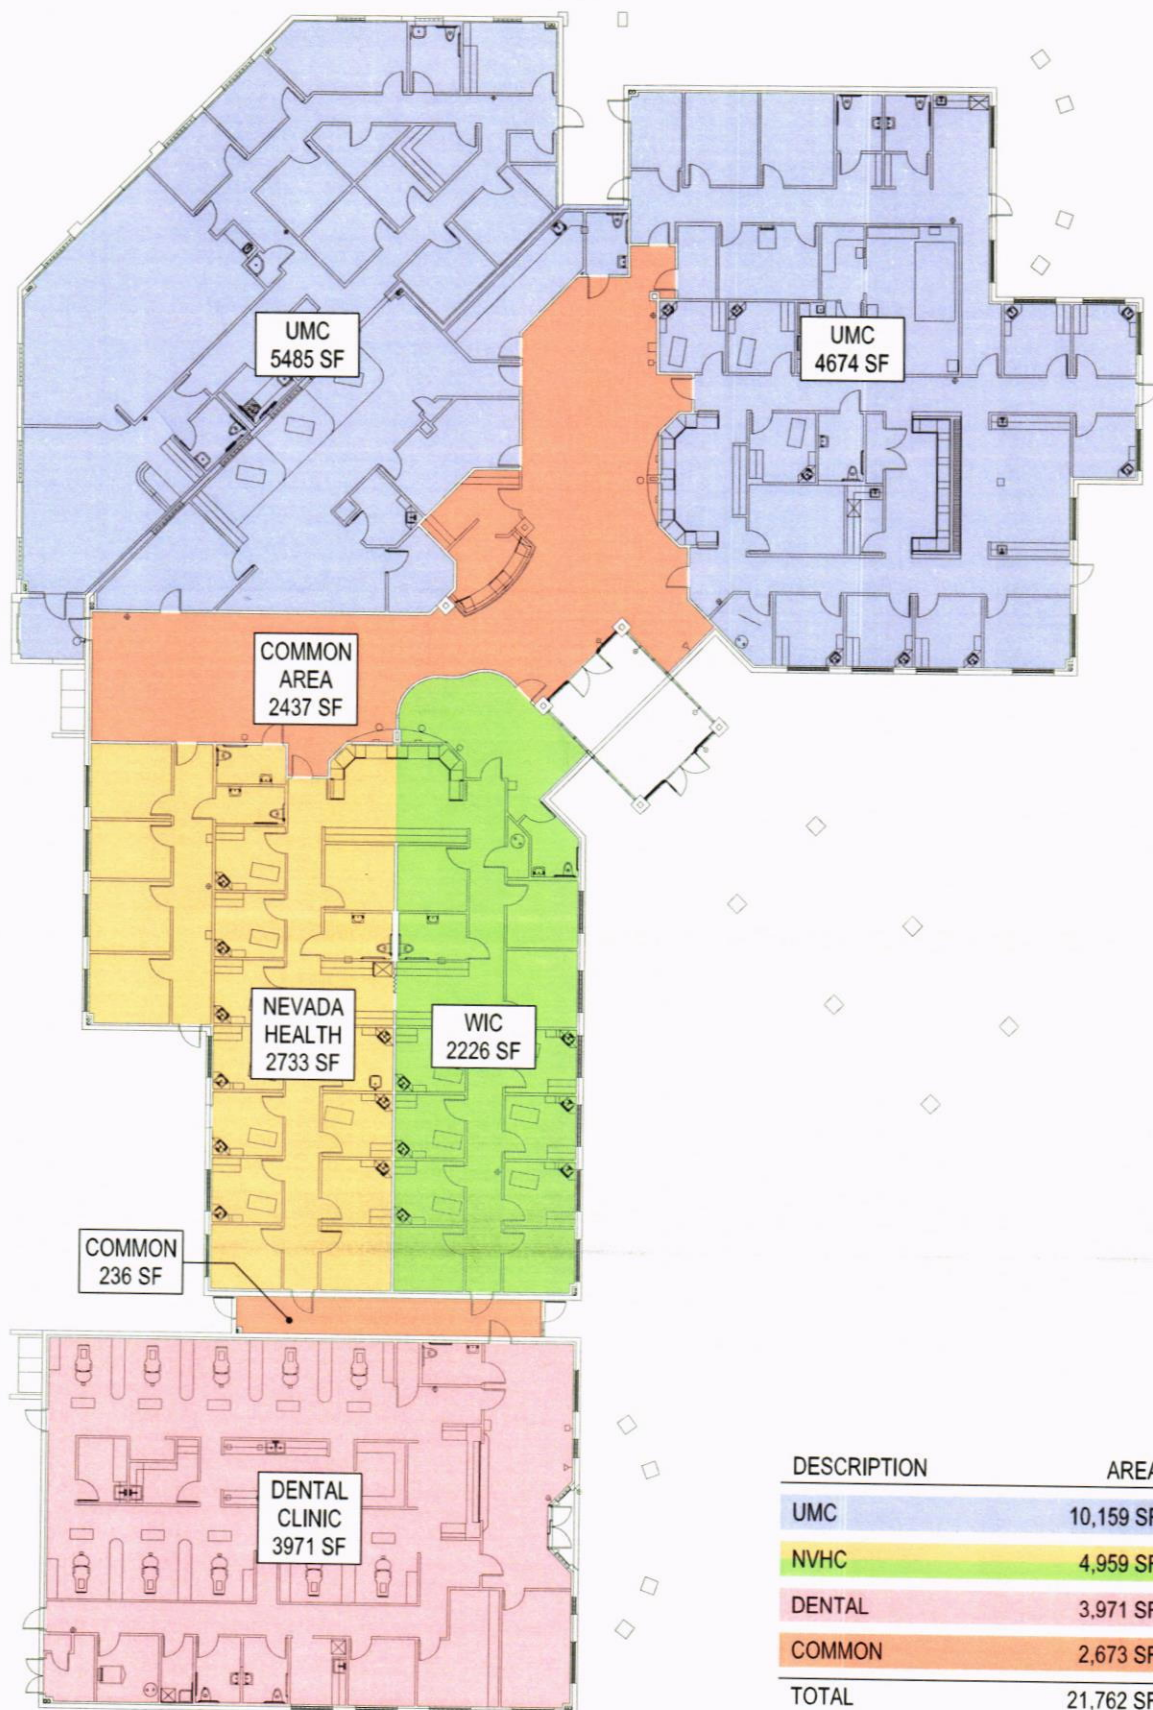 UMC
5485 SF
UMC
4674 SF
COMMON
AREA
2437 SF
NEVADA
HEALTH
2733 SF
WIC
2226 SF
COMMON
236 SF
DENTAL
CLINIC
3971 SF
DESCRIPTION AREA
UMC 10,159 SF
NVHC 4,959 SF
DENTAL 3,971 SF
COMMON 2,673 SF
TOTAL 21,762 SF